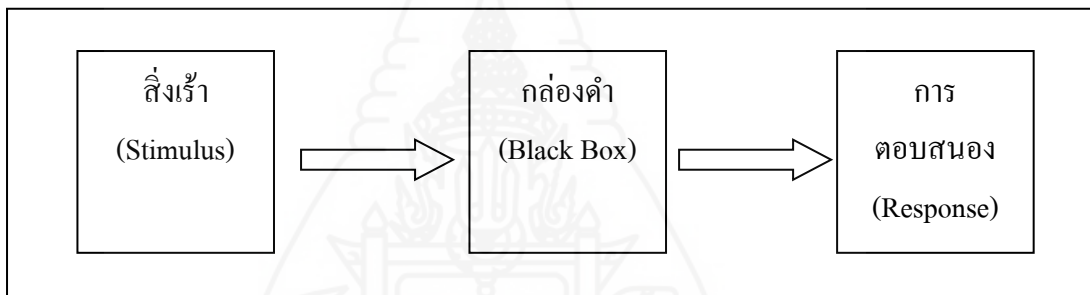 สิ่งเร้า
(Stimulus)
กล่องดำ
(Black Box)
การ
ตอบสนอง
(Response)